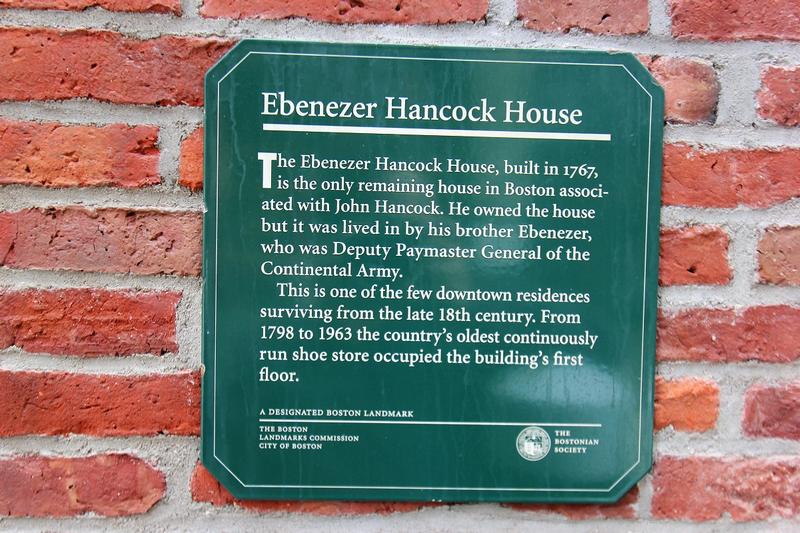 Ebenezer Hancock House
The Ebenezer Hancock House, built in 1767,
is the only remaining house in Boston associ-
ated with John Hancock. He owned the house
but it was lived in by his brother Ebenezer,
who was Deputy Paymaster General of the
Continental Army.
This is one of the few downtown residences
surviving from the late 18th century. From
1798 to 1963 the country's oldest continuously
run shoe store occupied the building's first
floor.
A DESIGNATED BOSTON LANDMARK
THE BOSTON
LANDMARKS COMMISSION
CITY OF BOSTON
THE
BOSTONIAN
SOCIETY